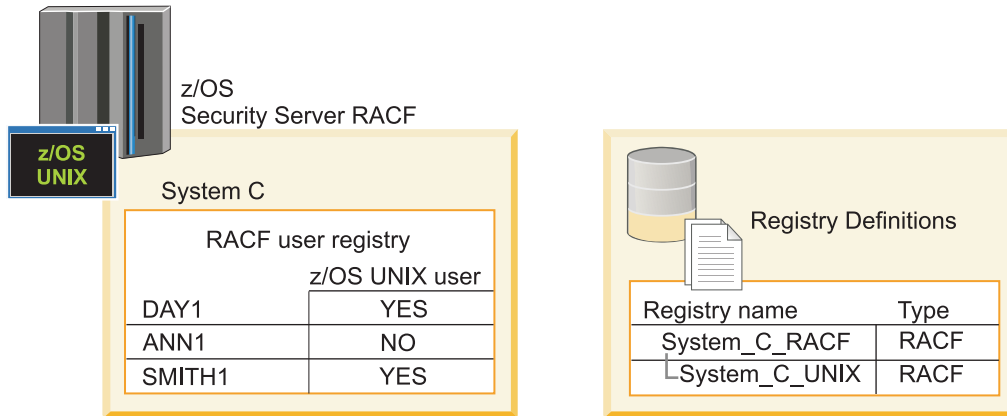 z/OS
Security Server RACF
z/OS
UNIX
System C
RACF user registry
z/OS UNIX user
DAY1 YES
ANN1 NO
SMITH1 YES
Registry Definitions
Registry name Type
System_C_RACF RACF
System_C_UNIX RACF